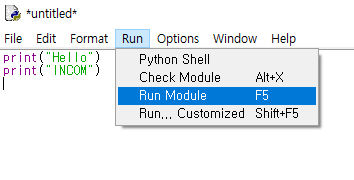 *untitled*
File Edit Format Run Options Window Help
print("Hello")
print("INCOM")
Python Shell
Check Module Alt+X
Run Module F5
Run... Customized Shift+F5